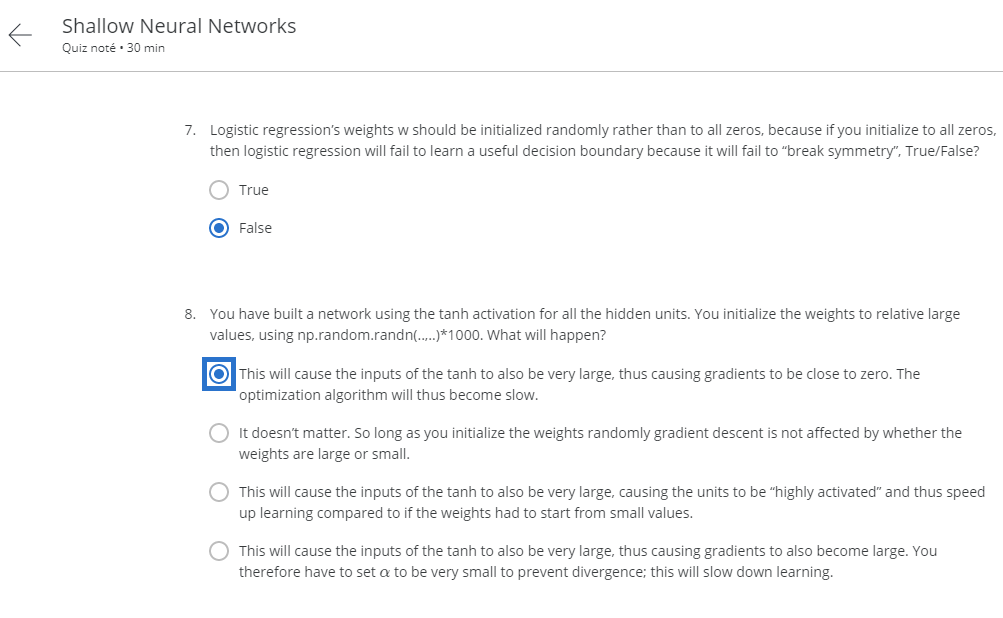 Shallow Neural Networks
Quiz noté • 30 min
7. Logistic regression’s weights w should be initialized randomly rather than to all zeros, because if you initialize to all zeros,
then logistic regression will fail to learn a useful decision boundary because it will fail to “break symmetry”, True/False?
True
False
8. You have built a network using the tanh activation for all the hidden units. You initialize the weights to relative large
values, using np.random.randn(..,..)*1000. What will happen?
This will cause the inputs of the tanh to also be very large, thus causing gradients to be close to zero. The
optimization algorithm will thus become slow.
It doesn’t matter. So long as you initialize the weights randomly gradient descent is not affected by whether the
weights are large or small.
This will cause the inputs of the tanh to also be very large, causing the units to be “highly activated” and thus speed
up learning compared to if the weights had to start from small values.
This will cause the inputs of the tanh to also be very large, thus causing gradients to also become large. You
therefore have to set α to be very small to prevent divergence; this will slow down learning.